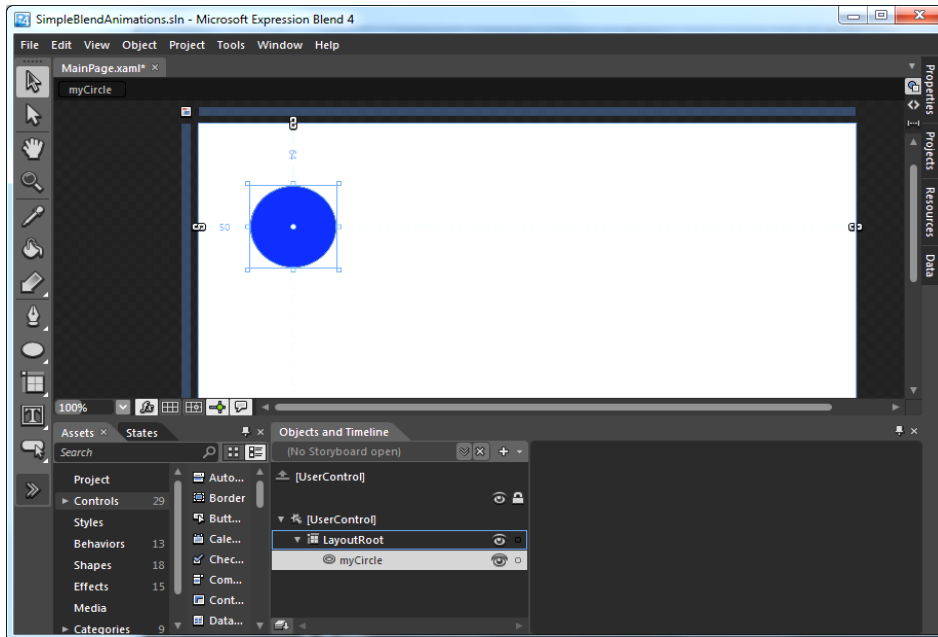 SimpleBlendAnimations.sln - Microsoft Expression Blend 4
File Edit View Object Project Tools Window Help
MainPage.xaml* ×
myCircle
Properties
Projects
Resources
Data
50
100%
Assets × States
Search
Project
Controls 29
Styles
Behaviors 13
Shapes 18
Effects 15
Media
Categories 9
Auto...
Border
Butt...
Cale...
Chec...
Com...
Cont...
Data...
Objects and Timeline
(No Storyboard open)
[UserControl]
[UserControl]
LayoutRoot
myCircle